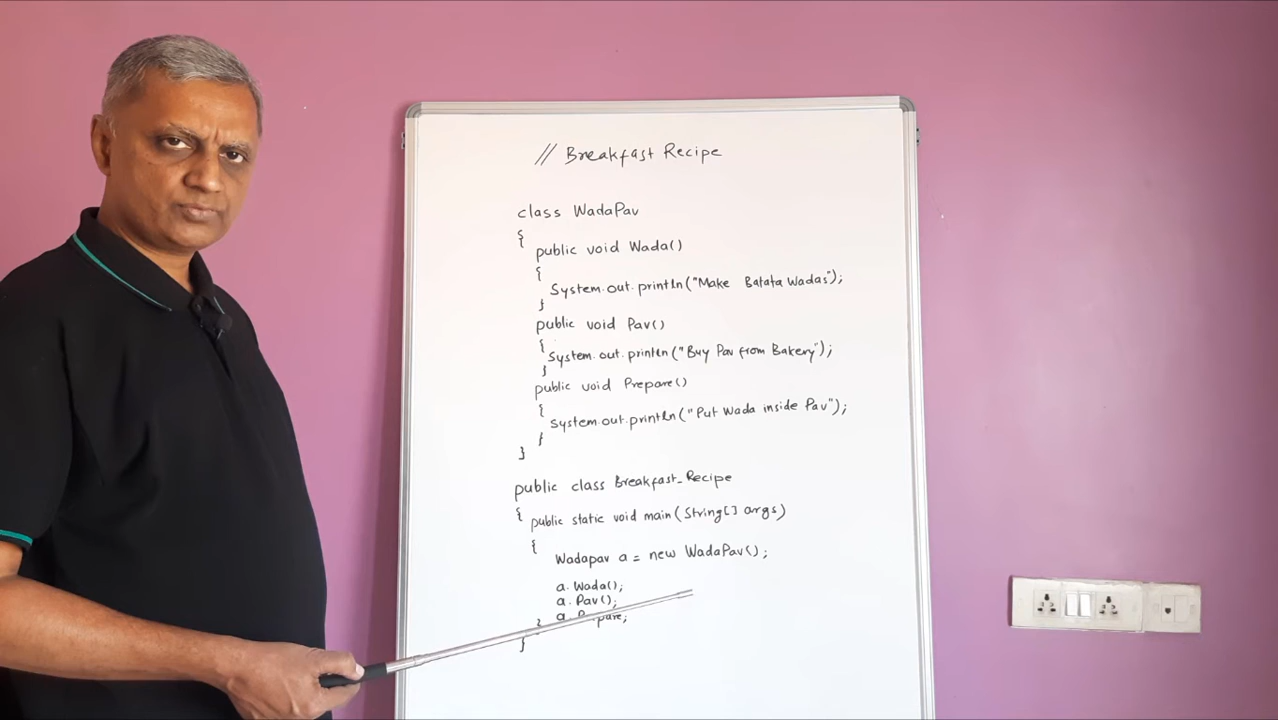 // Breakfast Recipe
class WadaPav
{
public void Wada()
{
System.out.println("Make Batata Wadas");
}
public void Pav()
{
System.out.println("Buy Pav from Bakery");
}
public void Prepare()
{
System.out.println("Put Wada inside Pav");
}
}
public class Breakfast_Recipe
{ public static void main(String[] args)
{
Wadapav a = new WadaPav();
a.Wada();
a.Pav();
a.
}
}